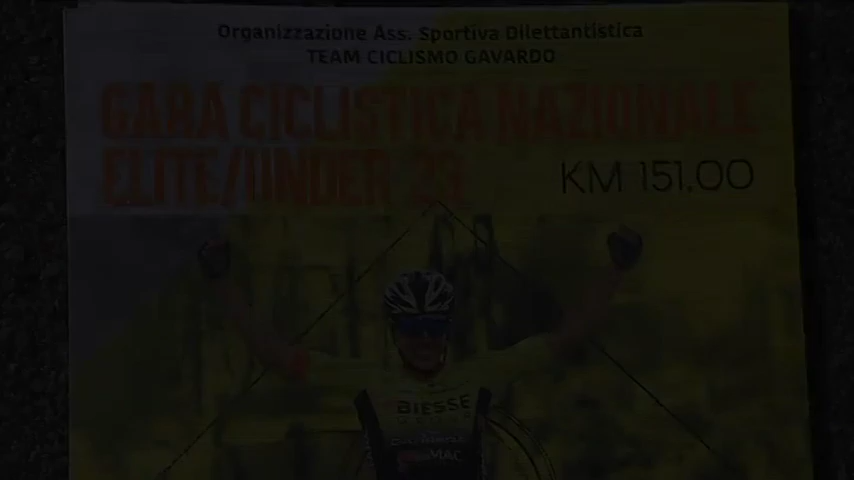 Organizzazione Ass. Sportiva Dilettantistica
TEAM CICLISMO GAVARDO
GARA CICLISTICA NAZIONALE
ELITE/UNDER 23
KM 151.00
BIESSE